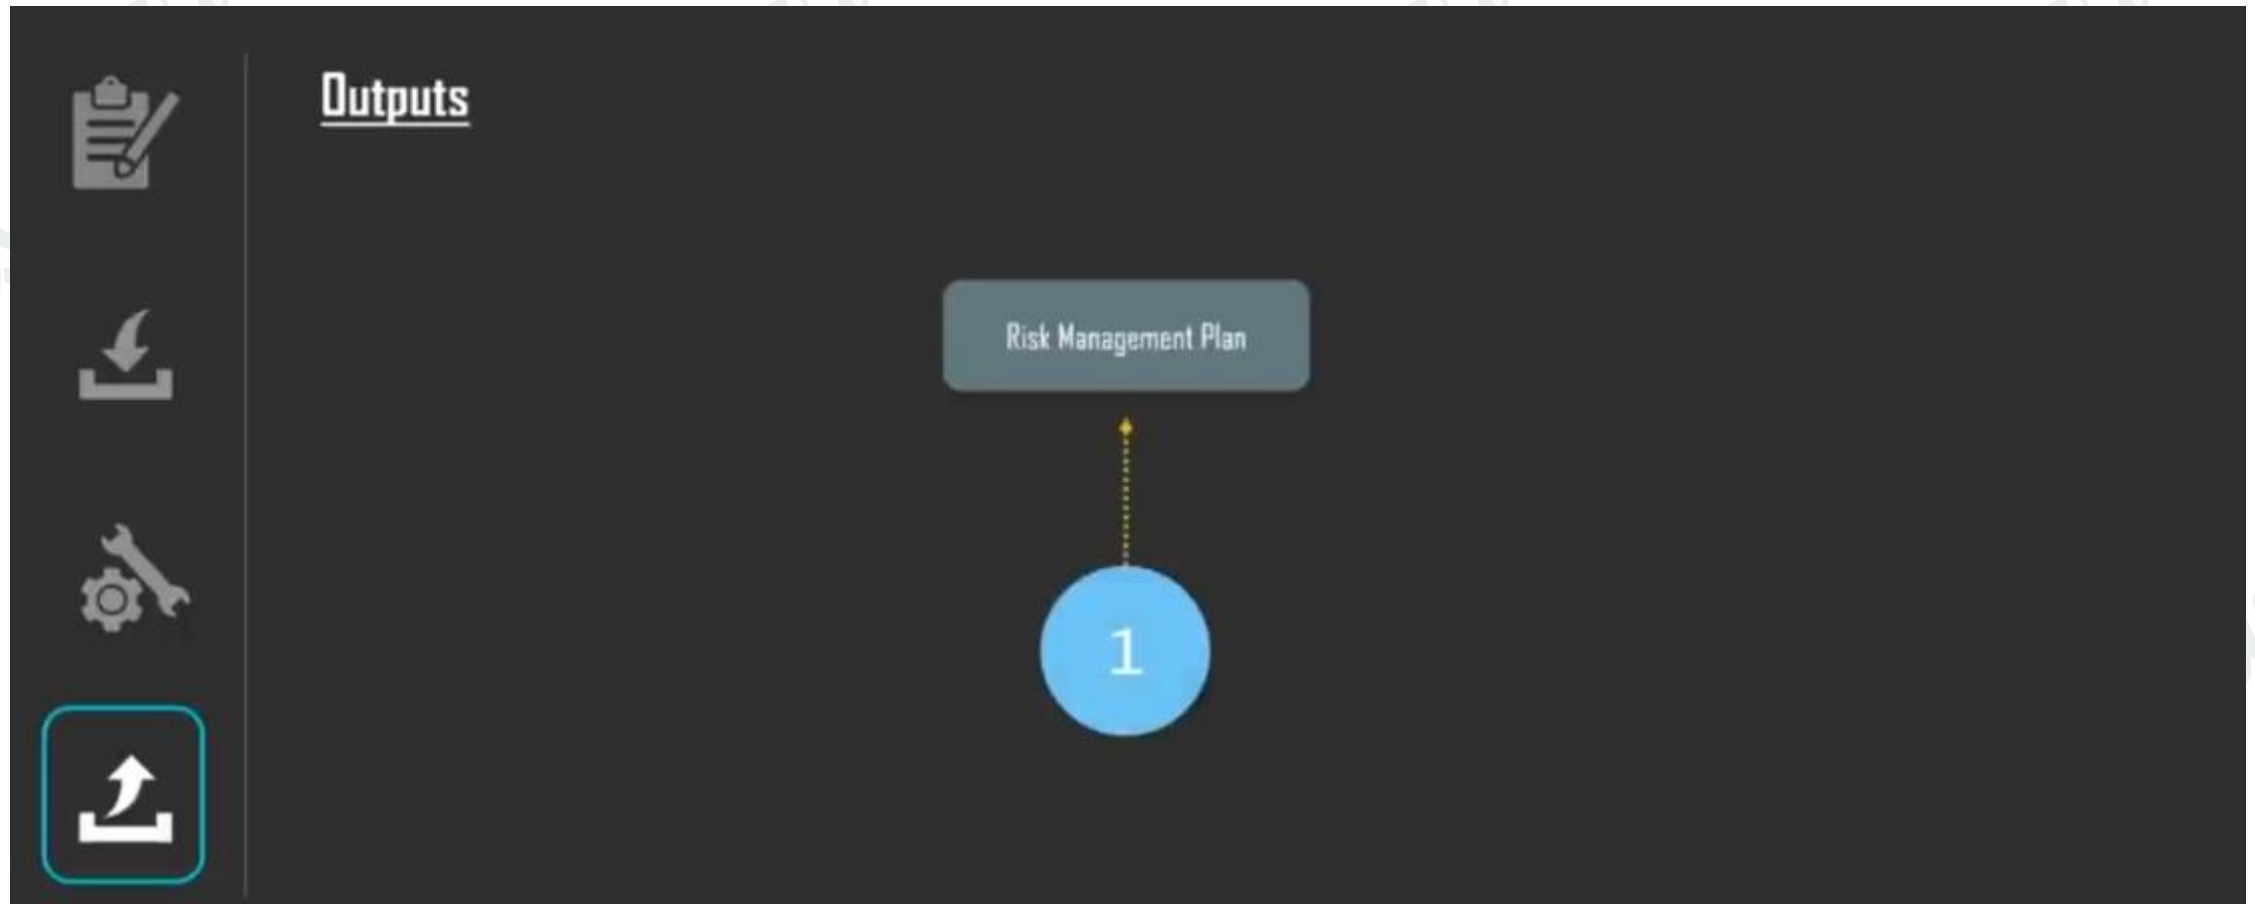 Outputs
Risk Management Plan
1